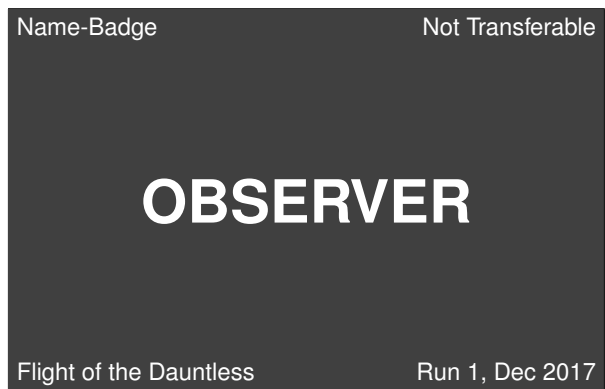 Name-Badge Not Transferable
OBSERVER
Flight of the Dauntless Run 1, Dec 2017